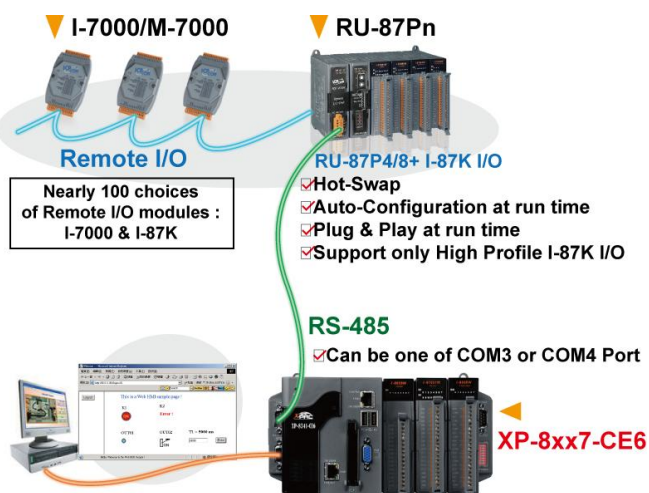 I-7000/M-7000
RU-87Pn
Remote I/O
Nearly 100 choices
of Remote I/O modules :
I-7000 & I-87K
RU-87P4/8+ I-87K I/O
Hot-Swap
Auto-Configuration at run time
Plug & Play at run time
Support only High Profile I-87K I/O
RS-485
Can be one of COM3 or COM4 Port
XP-8xx7-CE6